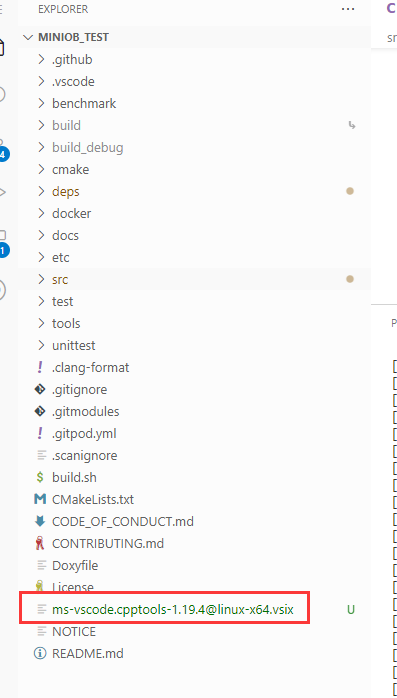 EXPLORER
MINIOB_TEST
.github
.vscode
benchmark
build
build_debug
cmake
deps
docker
docs
etc
src
test
tools
unittest
.clang-format
.gitignore
.gitmodules
.gitpod.yml
.scanignore
build.sh
CMakeLists.txt
CODE_OF_CONDUCT.md
CONTRIBUTING.md
Doxyfile
License
ms-vscode.cpptools-1.19.4@linux-x64.vsix U
NOTICE
README.md